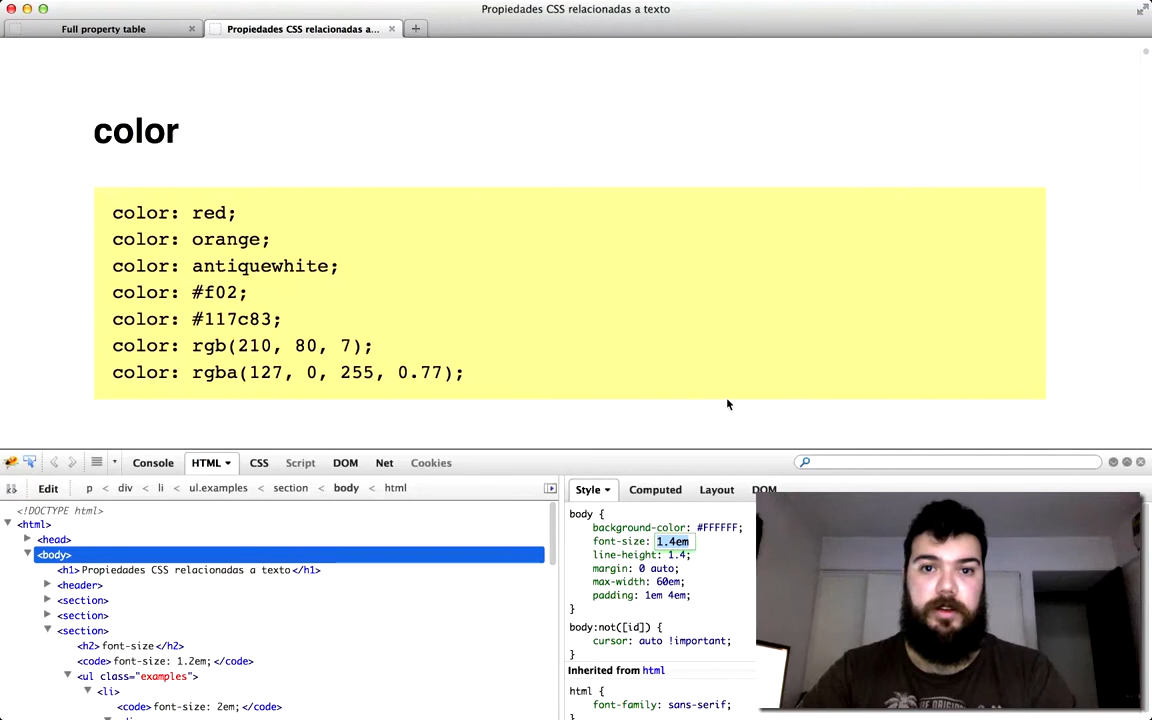 Propiedades CSS relacionadas a texto
Full property table
Propiedades CSS relacionadas a...
color
color: red;
color: orange;
color: antiquewhite;
color: #f02;
color: #117c83;
color: rgb(210, 80, 7);
color: rgba(127, 0, 255, 0.77);
Console HTML CSS Script DOM Net Cookies
Edit p < div < li < ul.examples < section < body < html
Style Computed Layout DOM
<!DOCTYPE html>
<html>
<head>
<body>
<h1>Propiedades CSS relacionadas a texto</h1>
<header>
<section>
<section>
<section>
<h2>font-size</h2>
<code>font-size: 1.2em;</code>
<ul class="examples">
<li>
<code>font-size: 2em;</code>
body {
background-color: #FFFFFF;
font-size: 1.4em
line-height: 1.4;
margin: 0 auto;
max-width: 60em;
padding: 1em 4em;
}
body:not([id]) {
cursor: auto !important;
}
Inherited from html
html {
font-family: sans-serif;